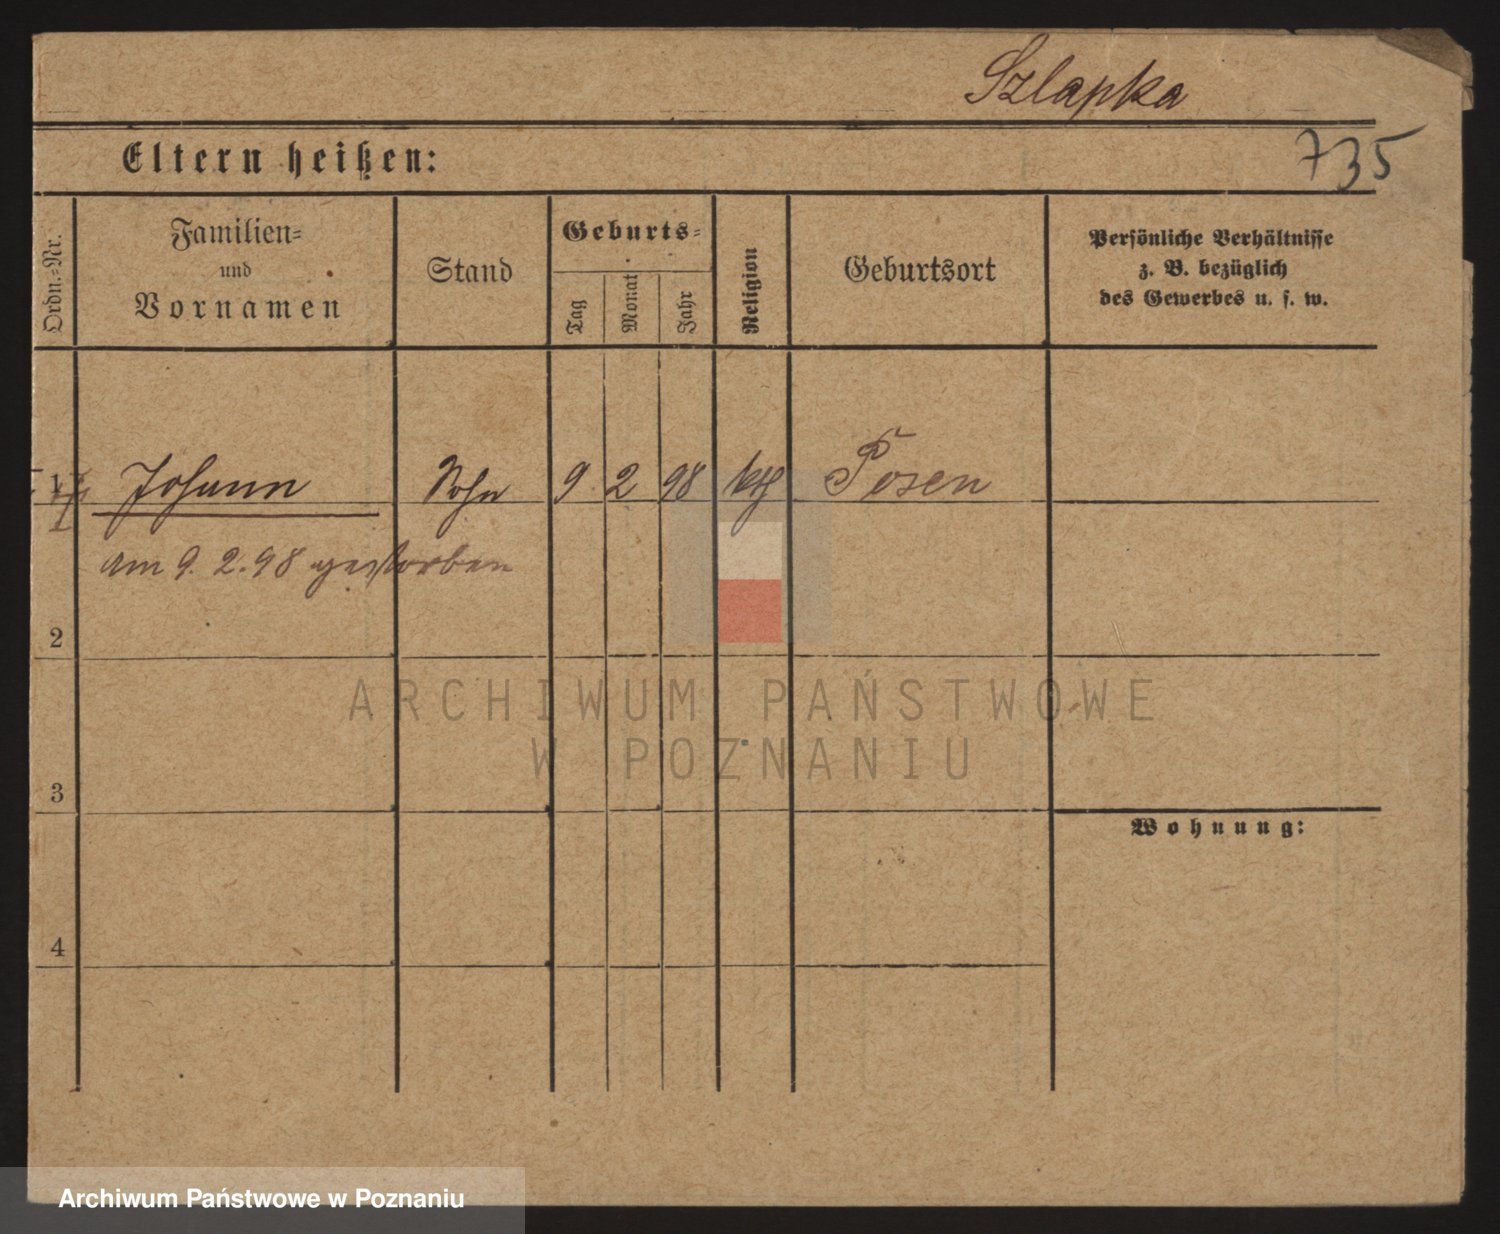 Szlapka
735
Eltern heißen:
Ordn.=Nr.
Familien=
und
Vornamen
Stand
Geburts=
Tag
Monat
Jahr
Religion
Geburtsort
Persönliche Verhältnisse
z. B. bezüglich
des Gewerbes u. s. w.
1 Johann Sohn 9 2 98 kth Posen
am 9. 2. 98 gestorben
2
ARCHIWUM PAŃSTWOWE
W POZNANIU
3
Wohnung:
4
Archiwum Państwowe w Poznaniu